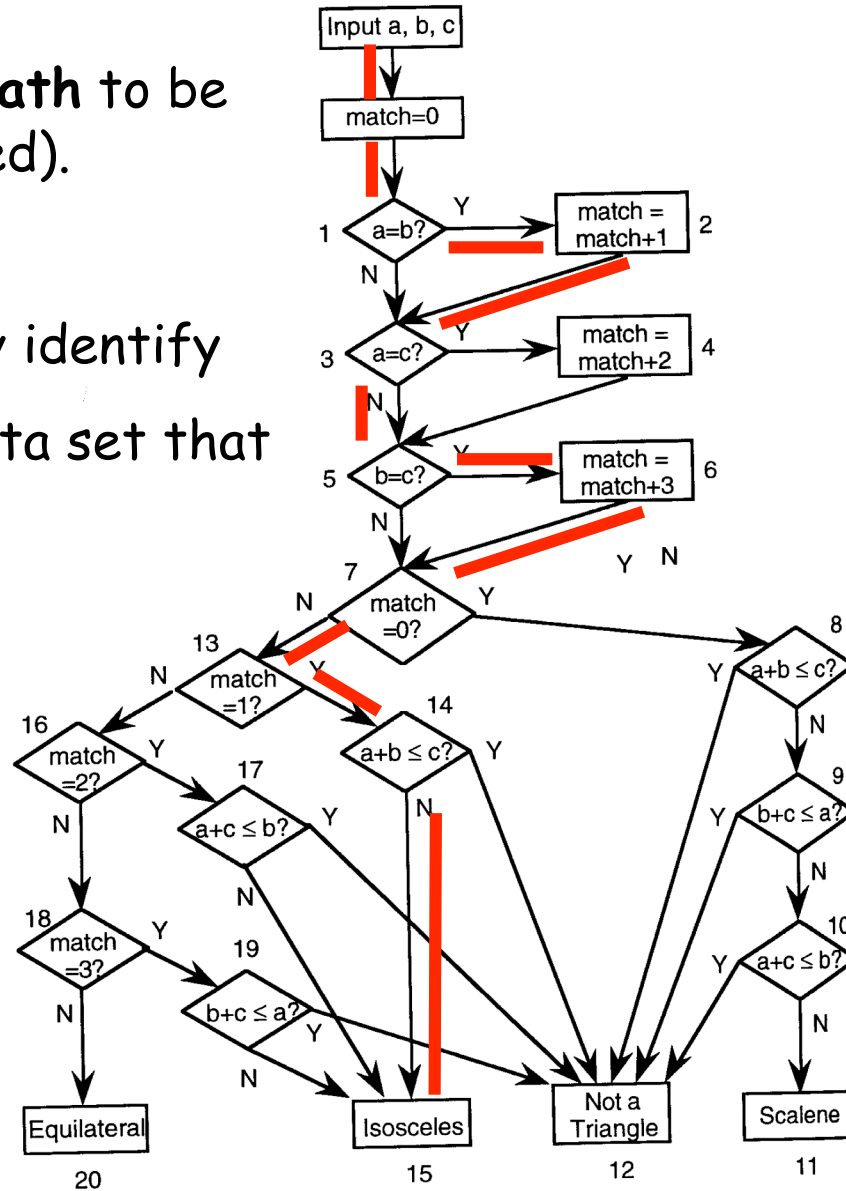 ath to be
ed).
y identify
ta set that
Input a, b, c
match=0
1
a=b?
Y
N
match =
match+1
2
3
a=c?
Y
N
match =
match+2
4
5
b=c?
Y
N
match =
match+3
6
Y N
7
match
=0?
N
Y
8
a+b ≤ c?
Y
N
13
match
=1?
N
Y
14
a+b ≤ c?
Y
N
16
match
=2?
Y
N
17
a+c ≤ b?
Y
N
9
b+c ≤ a?
Y
N
18
match
=3?
Y
N
19
b+c ≤ a?
Y
N
10
a+c ≤ b?
Y
N
Equilateral
20
Isosceles
15
Not a
Triangle
12
Scalene
11